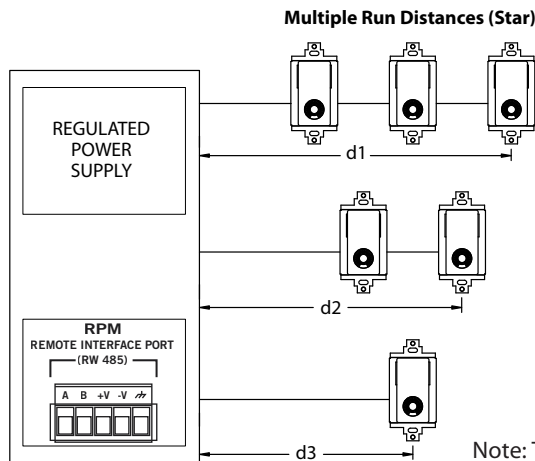 Multiple Run Distances (Star)
REGULATED
POWER
SUPPLY
d1
d2
RPM
REMOTE INTERFACE PORT
(RW 485)
A B +V -V
d3
Note: